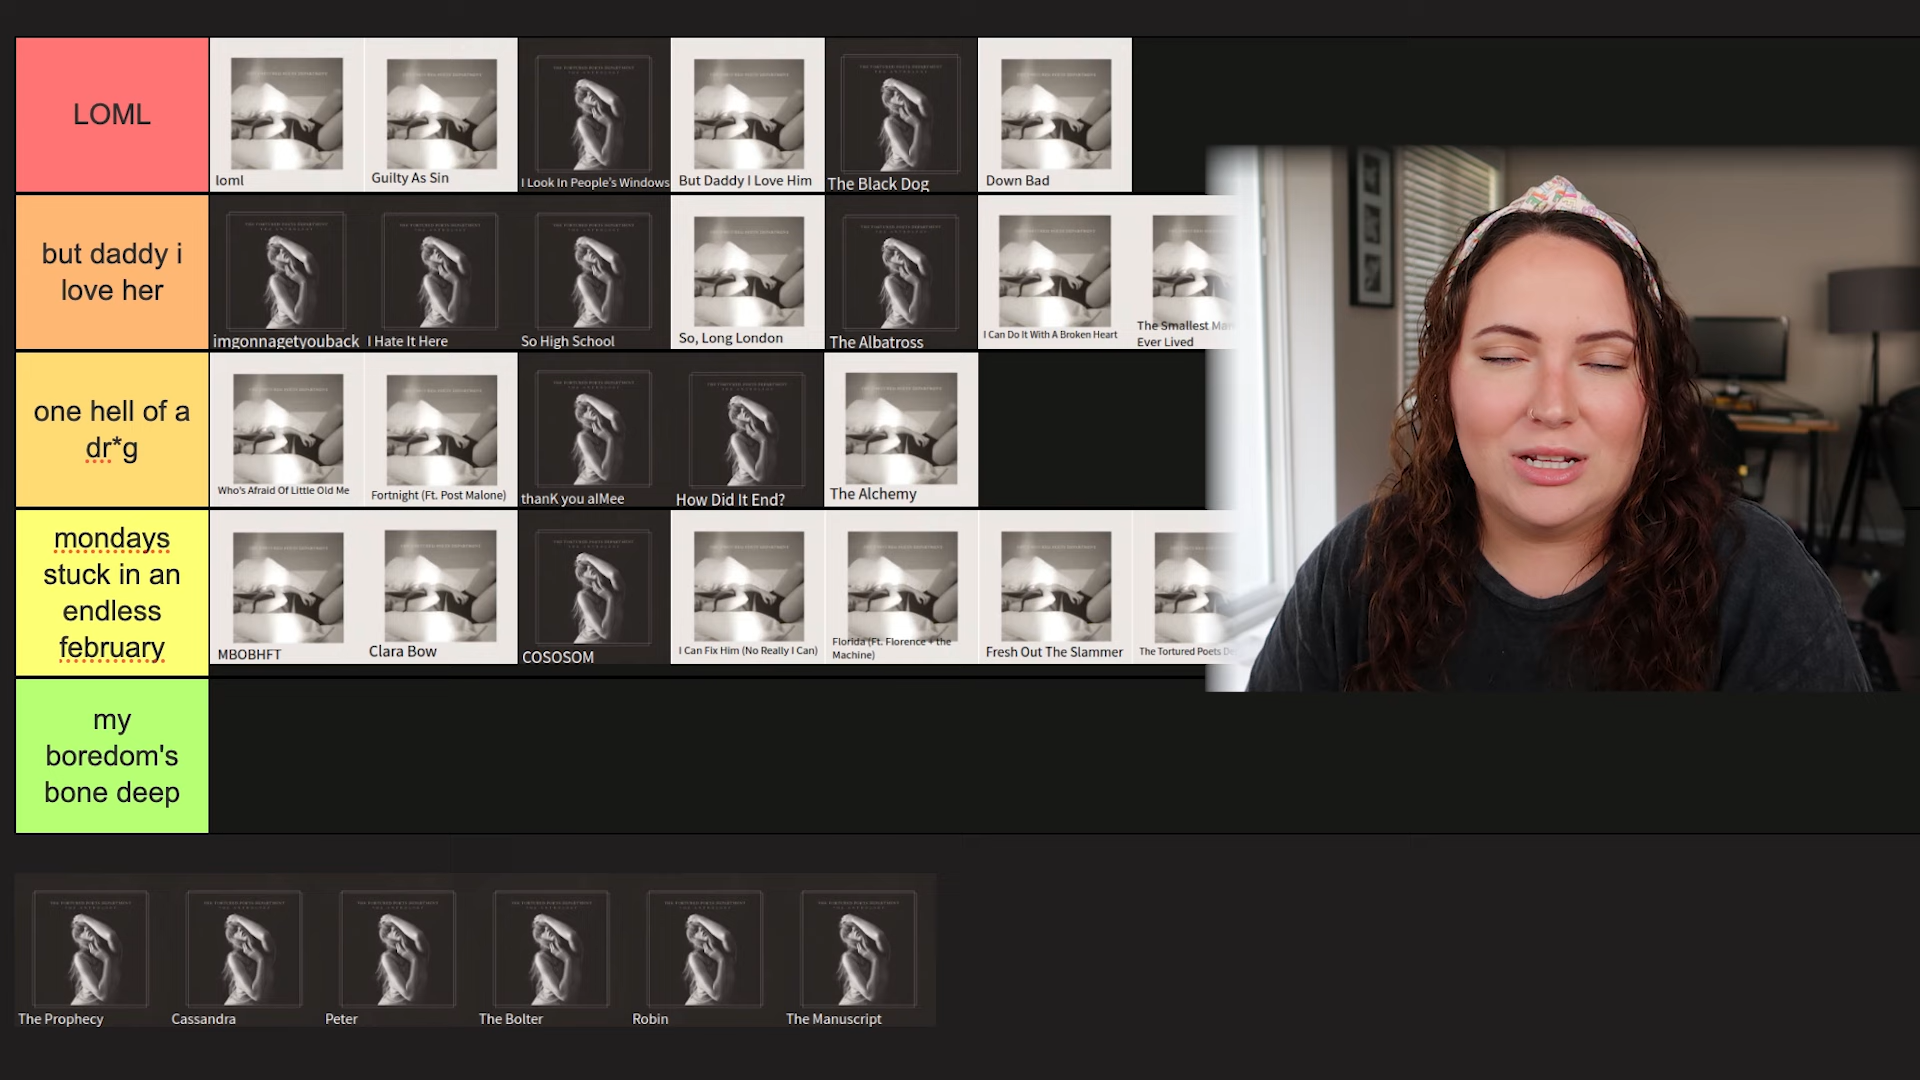 LOML
loml
Guilty As Sin
I Look In People's Windows
But Daddy I Love Him
The Black Dog
Down Bad
but daddy i
love her
imgonnagetyouback
I Hate It Here
So High School
So, Long London
The Albatross
I Can Do It With A Broken Heart
The Smallest Man
Ever Lived
one hell of a
dr*g
Who's Afraid Of Little Old Me
Fortnight (Ft. Post Malone)
thanK you aIMee
How Did It End?
The Alchemy
mondays
stuck in an
endless
february
MBOBHFT
Clara Bow
COSOSOM
I Can Fix Him (No Really I Can)
Florida (Ft. Florence + the
Machine)
Fresh Out The Slammer
The Tortured Poets
my
boredom's
bone deep
The Prophecy
Cassandra
Peter
The Bolter
Robin
The Manuscript